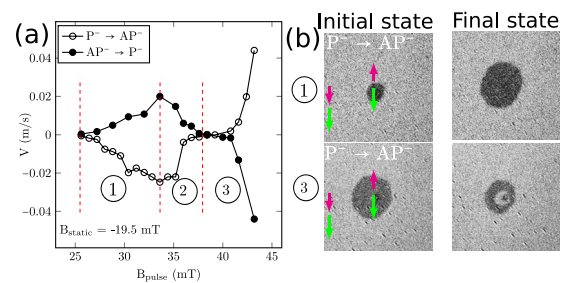 (a)
P⁻ → AP⁻
AP⁻ → P⁻
V (m/s)
0.04
0.02
0
−0.02
−0.04
1
2
3
B_static = -19.5 mT
25
30
35
40
45
B_pulse (mT)
(b)
Initial state
Final state
P⁻ → AP⁻
1
P⁻ → AP⁻
3